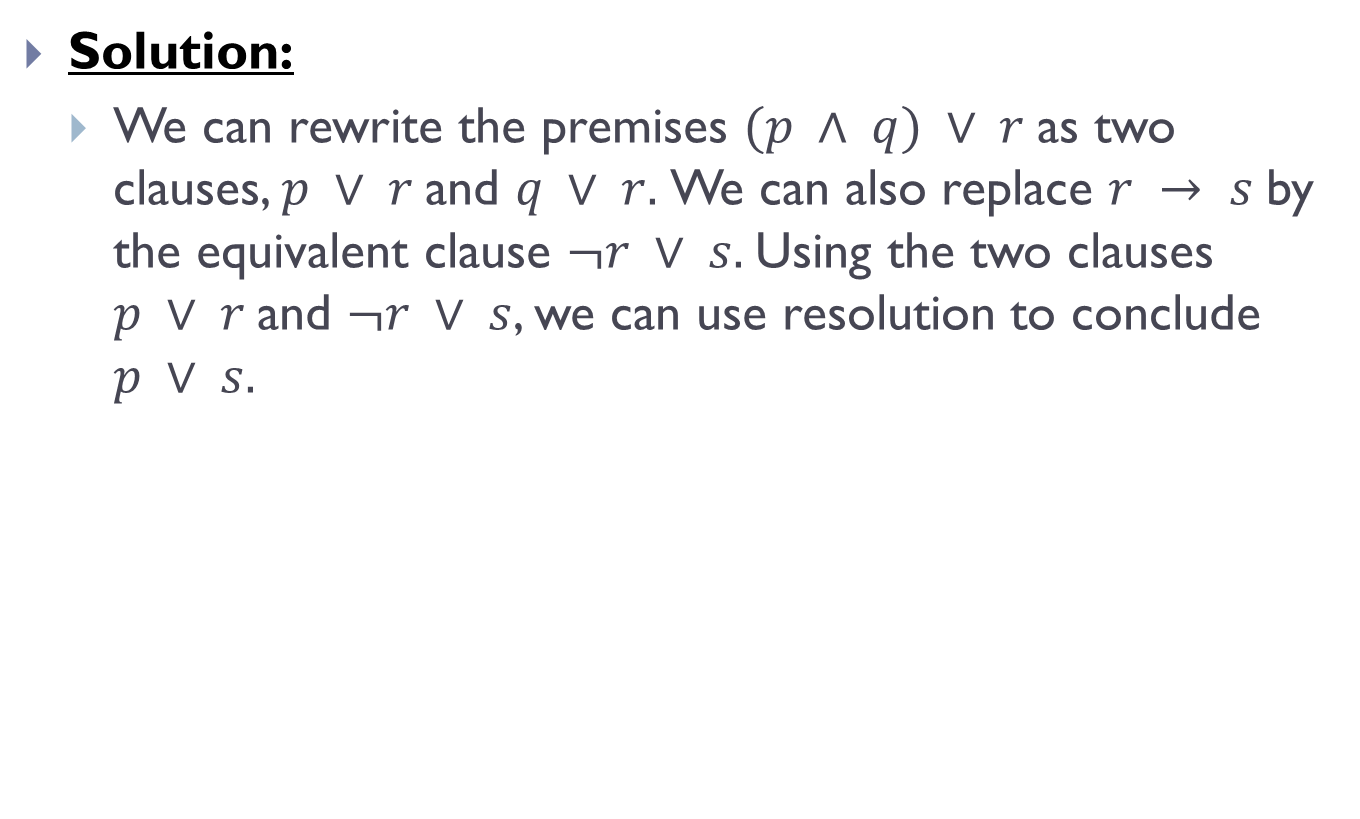 Solution:
We can rewrite the premises (p ∧ q) ∨ r as two
clauses, p ∨ r and q ∨ r. We can also replace r → s by
the equivalent clause ¬r ∨ s. Using the two clauses
p ∨ r and ¬r ∨ s, we can use resolution to conclude
p ∨ s.